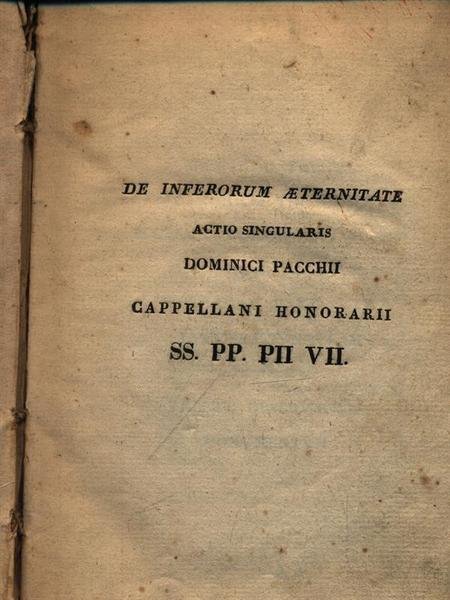 DE INFERORUM ÆTERNITATE
ACTIO SINGULARIS
DOMINICI PACCHII
CAPPELLANI HONORARII
SS. PP. PII VII.